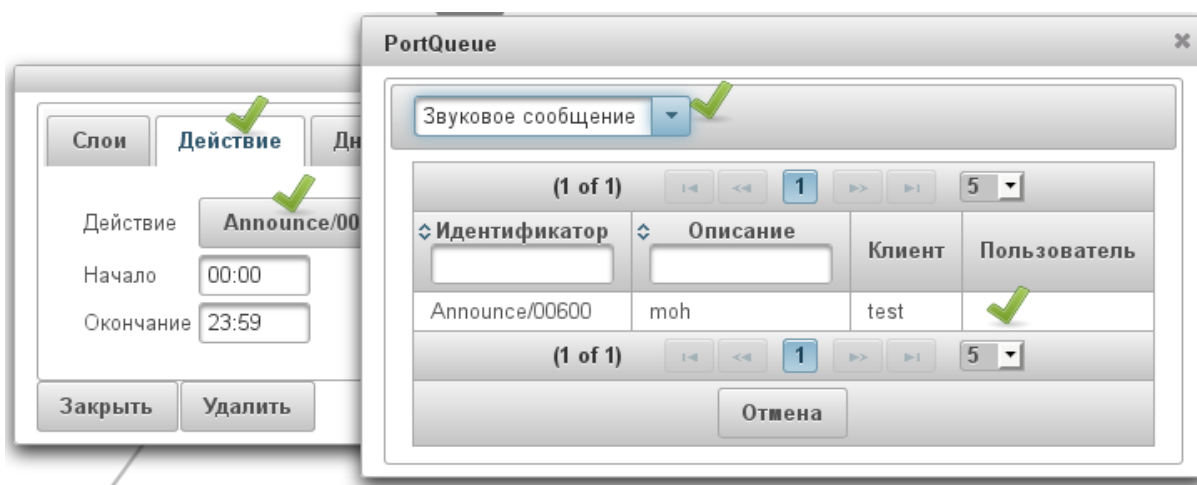 PortQueue
Звуковое сообщение
(1 of 1) 1 5
Идентификатор Описание Клиент Пользователь
Announce/00600 moh test
(1 of 1) 1 5
Отмена
Слои Действие Дн
Действие Announce/00
Начало 00:00
Окончание 23:59
Закрыть Удалить